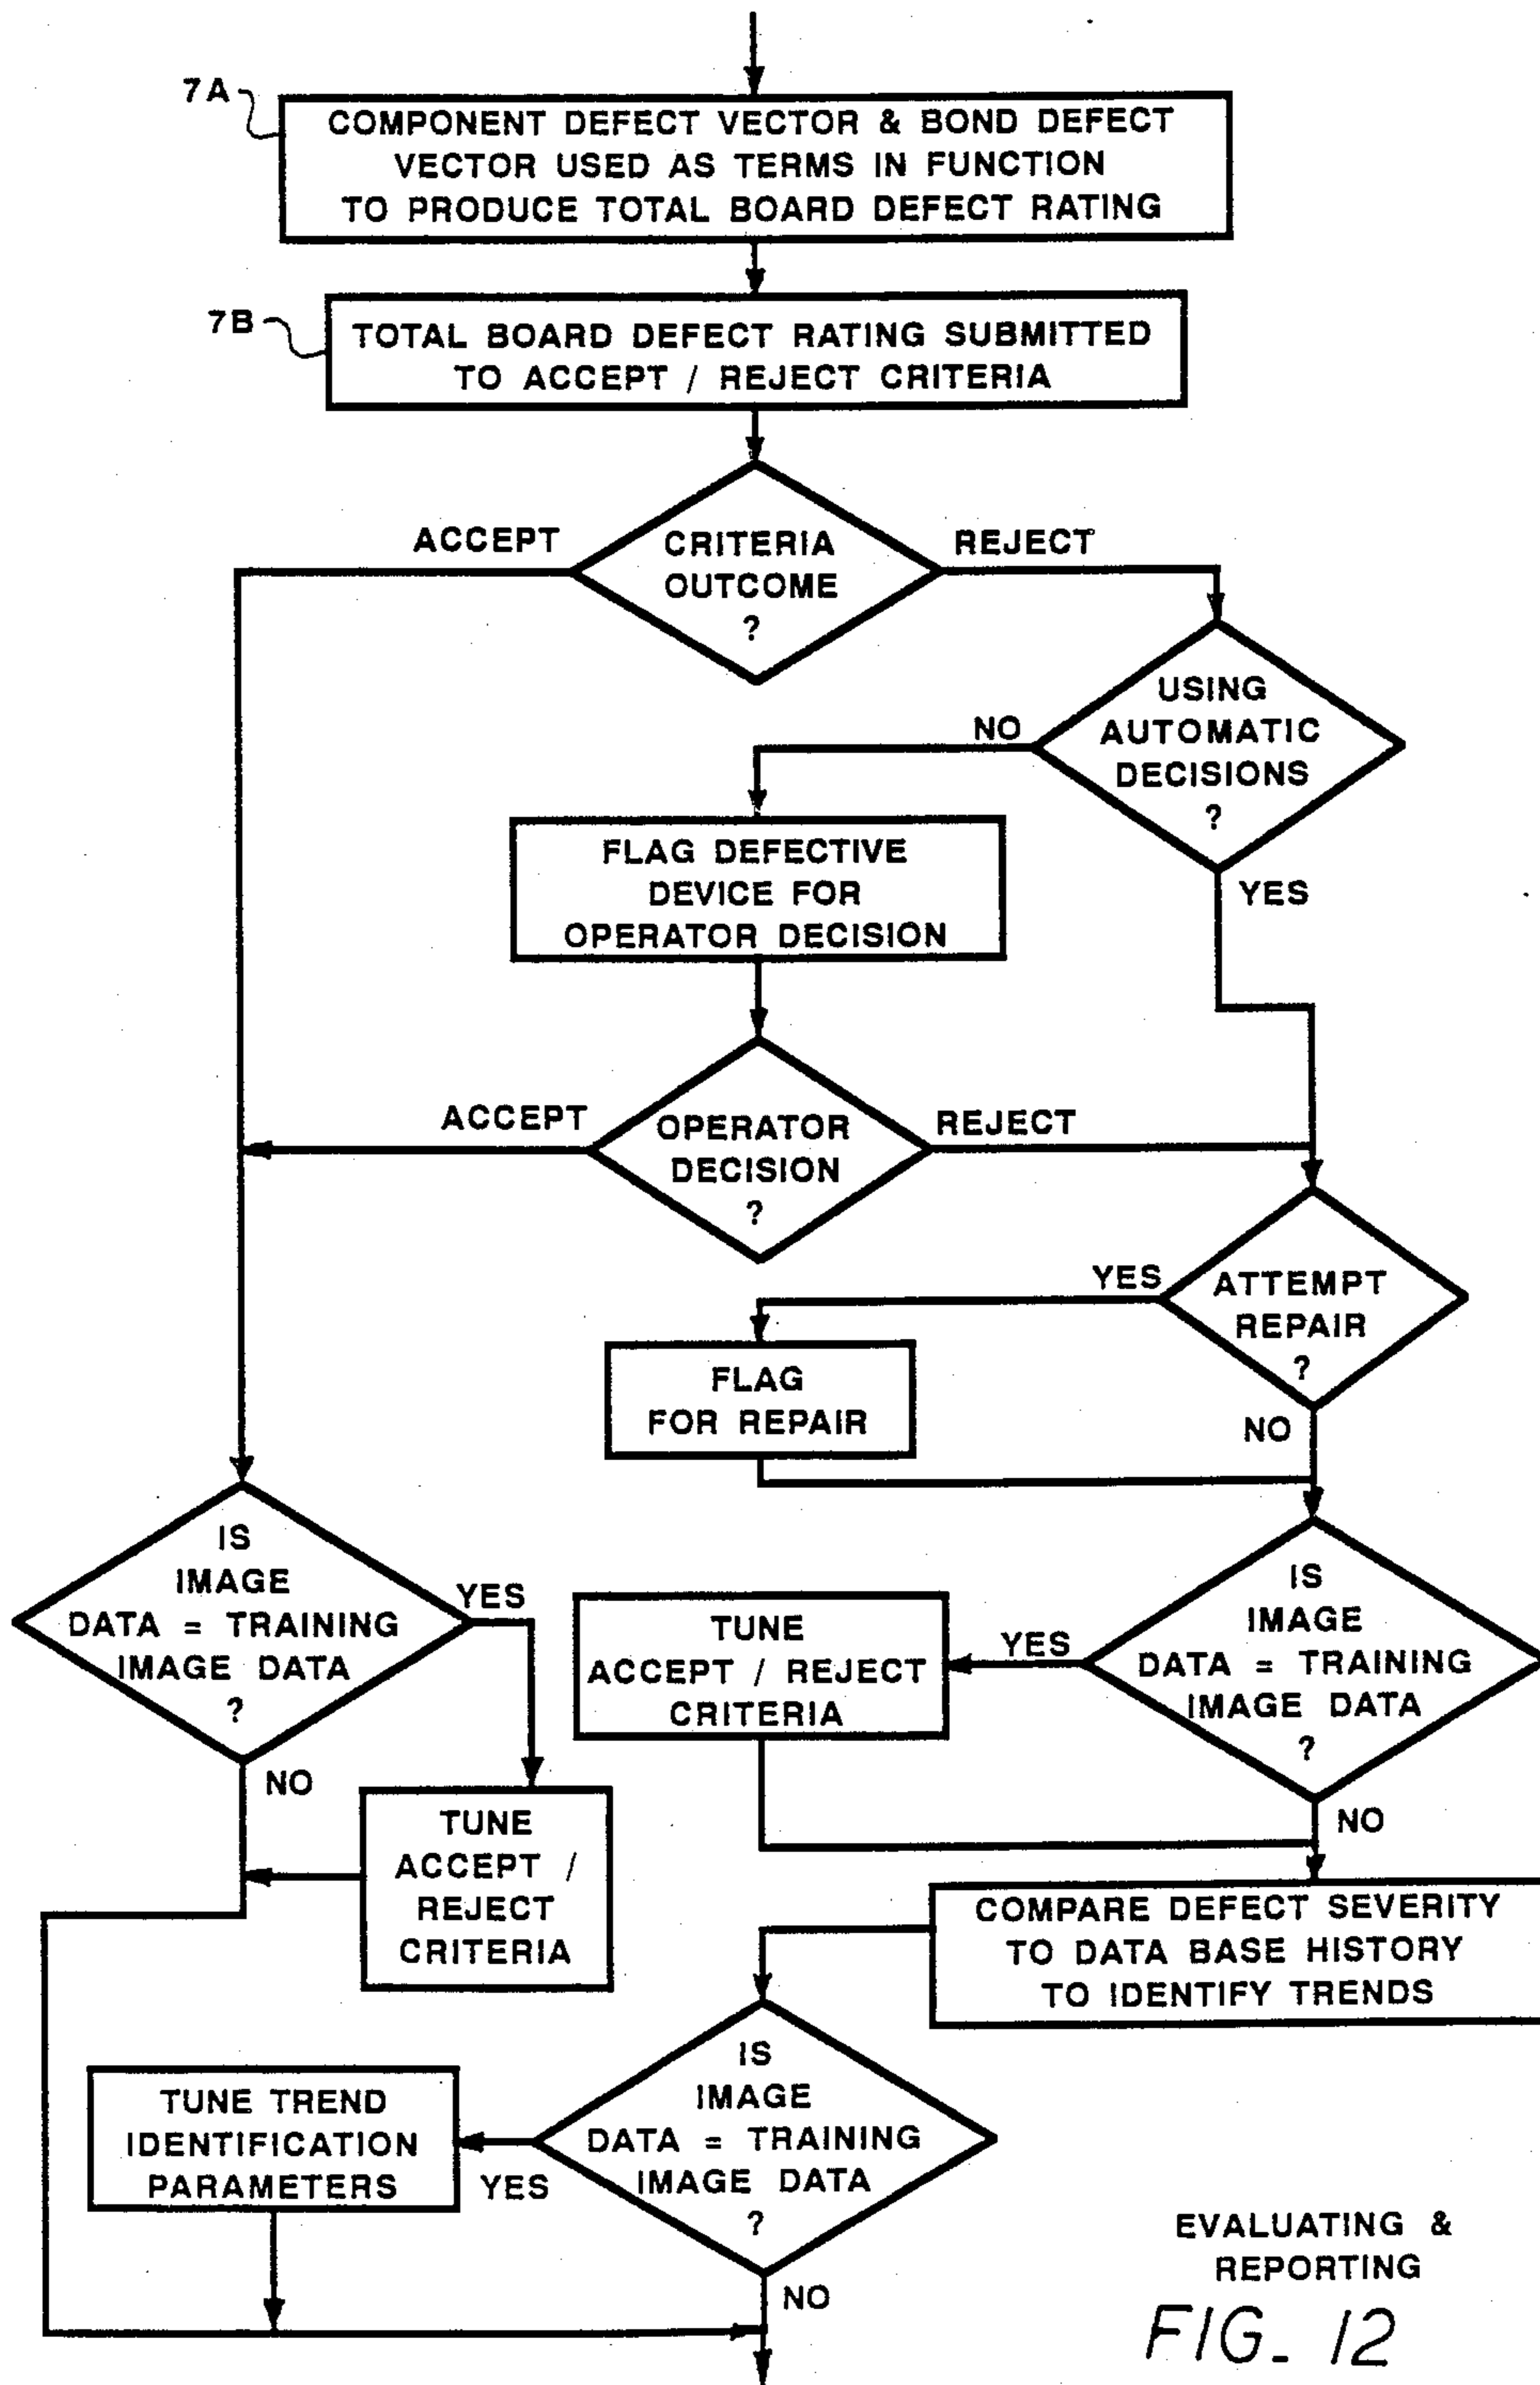 7A
COMPONENT DEFECT VECTOR & BOND DEFECT
VECTOR USED AS TERMS IN FUNCTION
TO PRODUCE TOTAL BOARD DEFECT RATING
7B
TOTAL BOARD DEFECT RATING SUBMITTED
TO ACCEPT / REJECT CRITERIA
ACCEPT
CRITERIA
OUTCOME
?
REJECT
USING
AUTOMATIC
DECISIONS
?
NO
YES
FLAG DEFECTIVE
DEVICE FOR
OPERATOR DECISION
ACCEPT
OPERATOR
DECISION
?
REJECT
ATTEMPT
REPAIR
?
YES
NO
FLAG
FOR REPAIR
IS
IMAGE
DATA = TRAINING
IMAGE DATA
?
YES
NO
TUNE
ACCEPT /
REJECT
CRITERIA
IS
IMAGE
DATA = TRAINING
IMAGE DATA
?
YES
NO
TUNE
ACCEPT / REJECT
CRITERIA
COMPARE DEFECT SEVERITY
TO DATA BASE HISTORY
TO IDENTIFY TRENDS
IS
IMAGE
DATA = TRAINING
IMAGE DATA
?
YES
NO
TUNE TREND
IDENTIFICATION
PARAMETERS
EVALUATING &
REPORTING
FIG_ 12